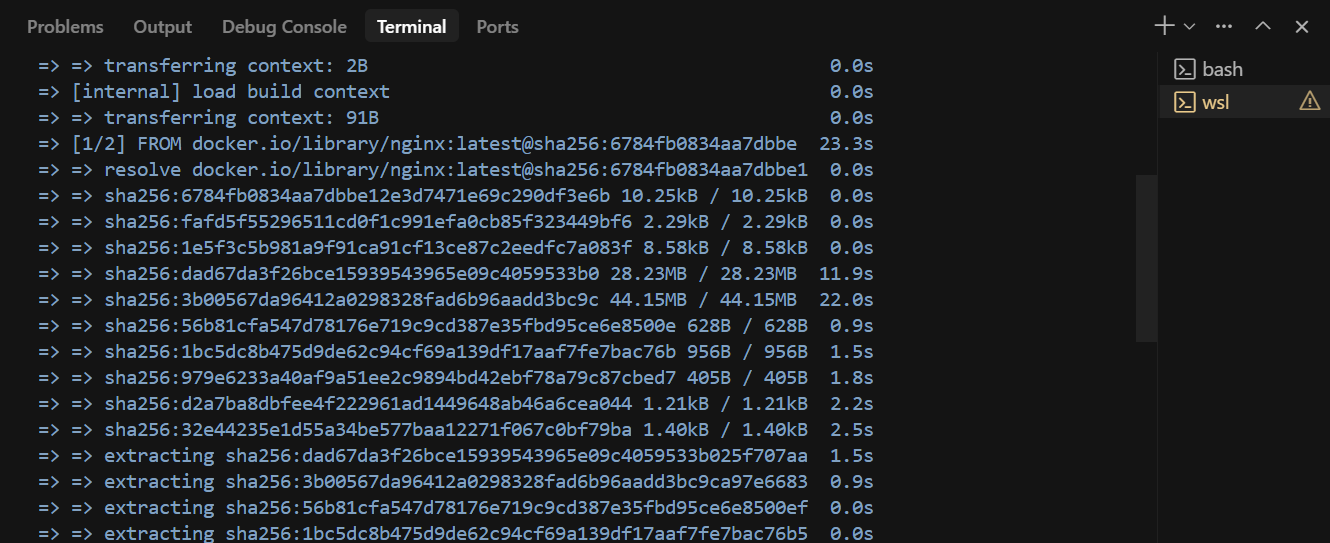 Problems Output Debug Console Terminal Ports
=> => transferring context: 2B 0.0s
=> [internal] load build context 0.0s
=> => transferring context: 91B 0.0s
=> [1/2] FROM docker.io/library/nginx:latest@sha256:6784fb0834aa7dbbe 23.3s
=> => resolve docker.io/library/nginx:latest@sha256:6784fb0834aa7dbbe1 0.0s
=> => sha256:6784fb0834aa7dbbe12e3d7471e69c290df3e6b 10.25kB / 10.25kB 0.0s
=> => sha256:fafd5f55296511cd0f1c991efa0cb85f323449bf6 2.29kB / 2.29kB 0.0s
=> => sha256:1e5f3c5b981a9f91ca91cf13ce87c2eedfc7a083f 8.58kB / 8.58kB 0.0s
=> => sha256:dad67da3f26bce15939543965e09c4059533b0 28.23MB / 28.23MB 11.9s
=> => sha256:3b00567da96412a0298328fad6b96aadd3bc9c 44.15MB / 44.15MB 22.0s
=> => sha256:56b81cfa547d78176e719c9cd387e35fbd95ce6e8500e 628B / 628B 0.9s
=> => sha256:1bc5dc8b475d9de62c94cf69a139df17aaf7fe7bac76b 956B / 956B 1.5s
=> => sha256:979e6233a40af9a51ee2c9894bd42ebf78a79c87cbed7 405B / 405B 1.8s
=> => sha256:d2a7ba8dbfee4f222961ad1449648ab46a6cea044 1.21kB / 1.21kB 2.2s
=> => sha256:32e44235e1d55a34be577baa12271f067c0bf79ba 1.40kB / 1.40kB 2.5s
=> => extracting sha256:dad67da3f26bce15939543965e09c4059533b025f707aa 1.5s
=> => extracting sha256:3b00567da96412a0298328fad6b96aadd3bc9ca97e6683 0.9s
=> => extracting sha256:56b81cfa547d78176e719c9cd387e35fbd95ce6e8500ef 0.0s
=> => extracting sha256:1bc5dc8b475d9de62c94cf69a139df17aaf7fe7bac76b5 0.0s
bash
wsl